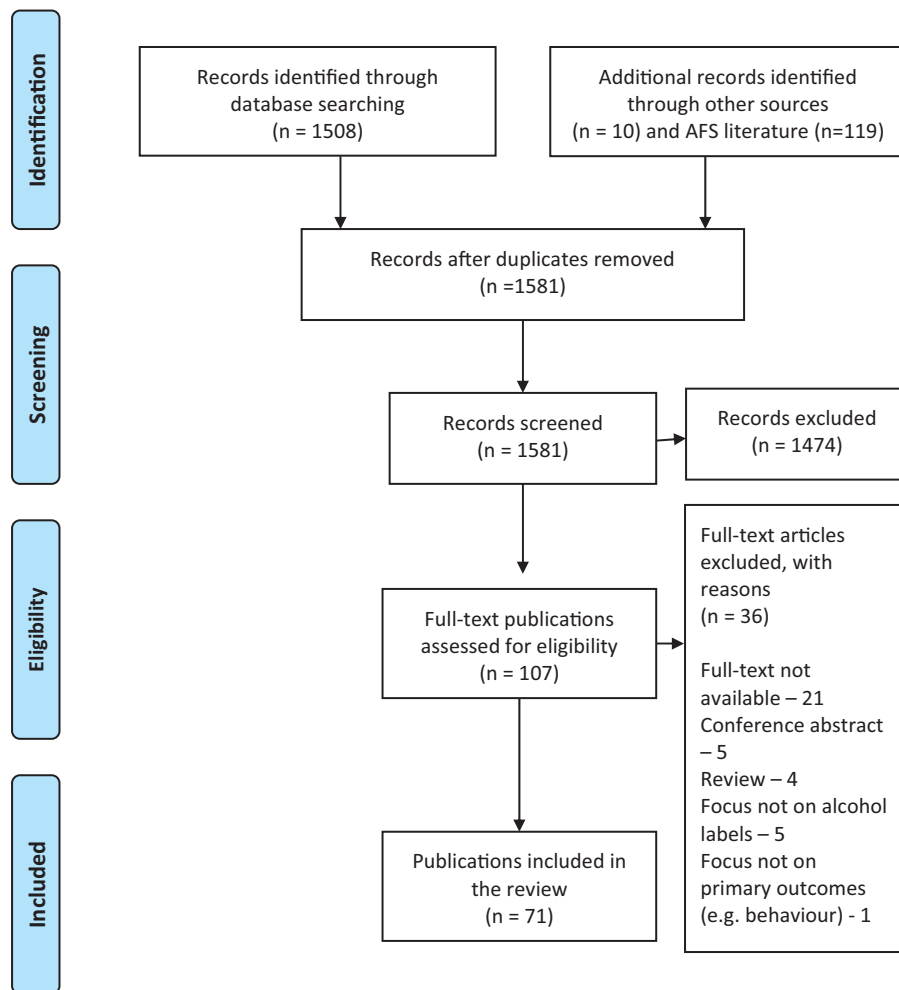 Identification
Records identified through
database searching
(n = 1508)
Additional records identified
through other sources
(n = 10) and AFS literature (n=119)
Records after duplicates removed
(n =1581)
Screening
Records screened
(n = 1581)
Records excluded
(n = 1474)
Eligibility
Full-text publications
assessed for eligibility
(n = 107)
Full-text articles
excluded, with
reasons
(n = 36)
Full-text not
available – 21
Conference abstract
– 5
Review – 4
Focus not on alcohol
labels – 5
Focus not on
primary outcomes
(e.g. behaviour) - 1
Included
Publications included in
the review
(n = 71)